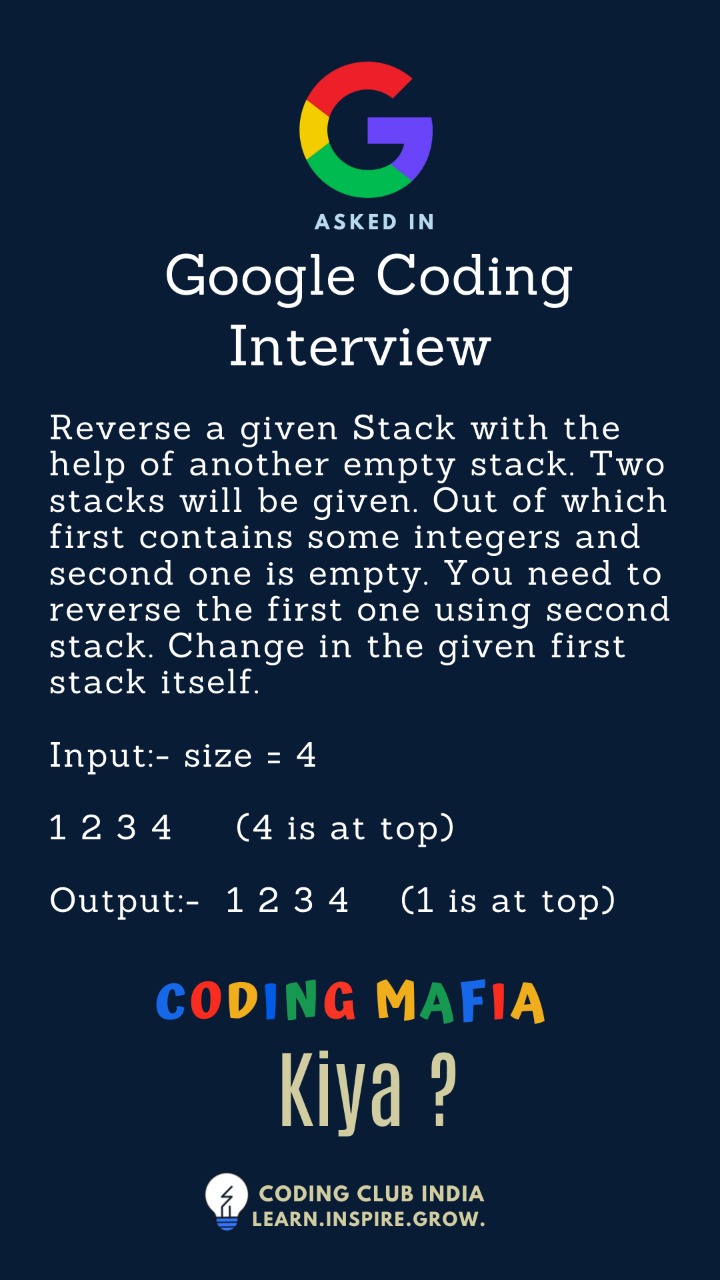 G
ASKED IN
Google Coding
Interview
Reverse a given Stack with the
help of another empty stack. Two
stacks will be given. Out of which
first contains some integers and
second one is empty. You need to
reverse the first one using second
stack. Change in the given first
stack itself.
Input:- size = 4
1 2 3 4 (4 is at top)
Output:- 1 2 3 4 (1 is at top)
CODING MAFIA
Kiya ?
CODING CLUB INDIA
LEARN.INSPIRE.GROW.